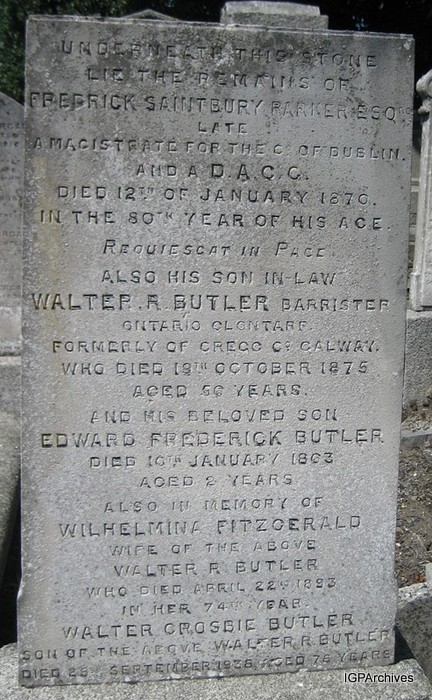 UNDERNEATH THIS STONE
LIE THE REMAINS OF
FREDRICK SAINTBURY PARKER ESQRE
LATE
A MAGISTRATE FOR THE CO OF DUBLIN.
AND A D.A.C.G.
DIED 12TH OF JANUARY 1870.
IN THE 80TH YEAR OF HIS AGE.
REQUIESCAT IN PACE.
ALSO HIS SON IN-LAW
WALTER. R. BUTLER BARRISTER
ONTARIO CLONTARF.
FORMERLY OF CREGG CO GALWAY.
WHO DIED 19TH OCTOBER 1875
AGED 56 YEARS.
AND HIS BELOVED SON
EDWARD FREDERICK BUTLER
DIED 10TH JANUARY 1863
AGED 2 YEARS
ALSO IN MEMORY OF
WILHELMINA FITZGERALD
WIFE OF THE ABOVE
WALTER R BUTLER
WHO DIED APRIL 22ND 1893
IN HER 74TH YEAR.
WALTER CROSBIE BUTLER
SON OF THE ABOVE WALTER R BUTLER
DIED SEPTEMBER AGED YEARS
IGPArchives